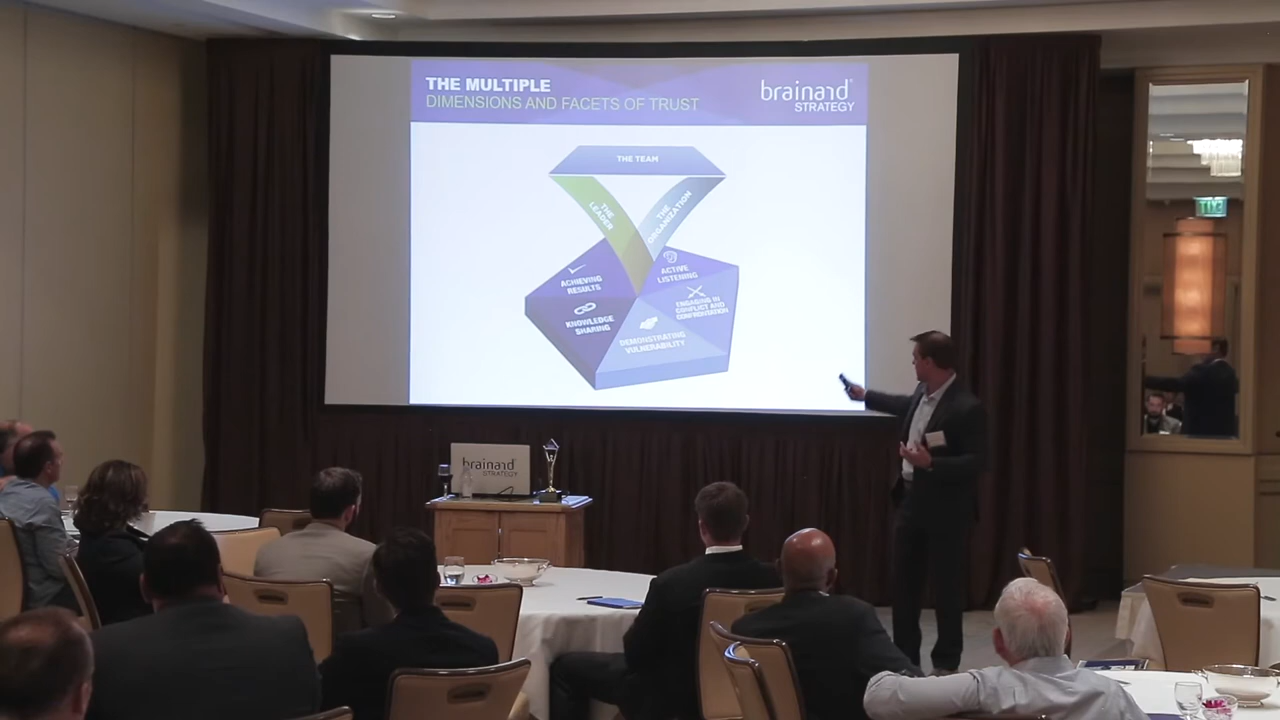 THE MULTIPLE
DIMENSIONS AND FACETS OF TRUST
brainard®
STRATEGY
THE TEAM
THE
LEADER
THE
ORGANIZATION
ACHIEVING
RESULTS
ACTIVE
LISTENING
KNOWLEDGE
SHARING
ENGAGING IN
CONFLICT AND
CONFRONTATION
DEMONSTRATING
VULNERABILITY
brainard
STRATEGY
EXIT